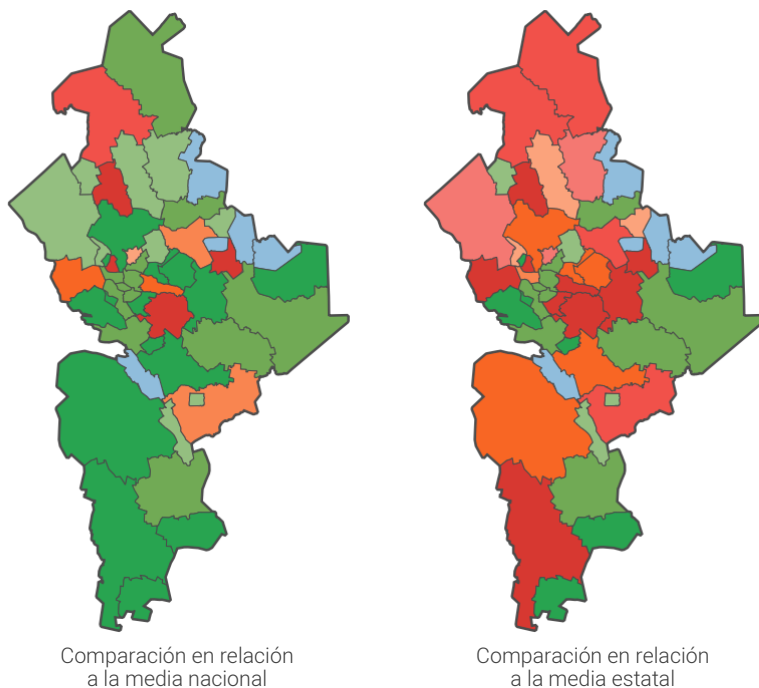 Comparación en relación
a la media nacional
Comparación en relación
a la media estatal